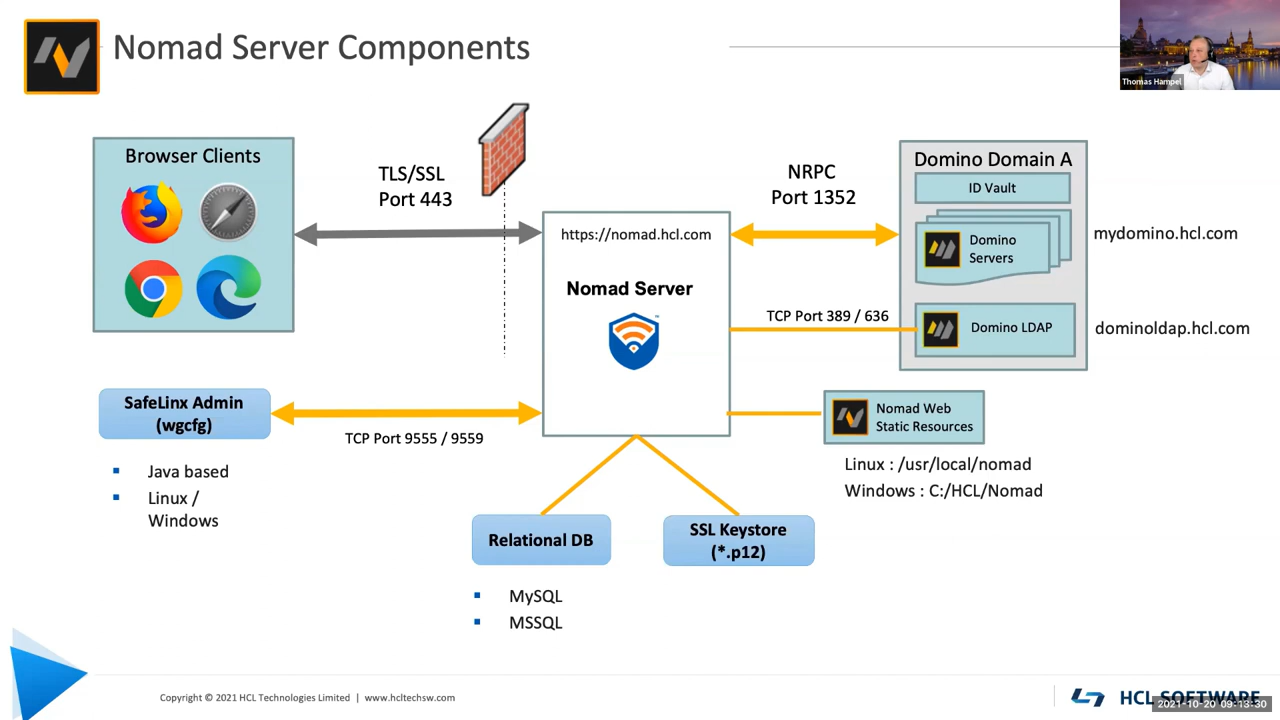 Nomad Server Components
Thomas Hampel
Browser Clients
TLS/SSL
Port 443
NRPC
Port 1352
Domino Domain A
ID Vault
Domino
Servers
mydomino.hcl.com
https://nomad.hcl.com
Nomad Server
TCP Port 389 / 636
Domino LDAP
dominoldap.hcl.com
SafeLinx Admin
(wgcfg)
TCP Port 9555 / 9559
Java based
Linux /
Windows
Nomad Web
Static Resources
Linux : /usr/local/nomad
Windows : C:/HCL/Nomad
Relational DB
MySQL
MSSQL
SSL Keystore
(*.p12)
Copyright © 2021 HCL Technologies Limited | www.hcltechsw.com
HCL SOFTWARE
2021-10-20 09:13:30